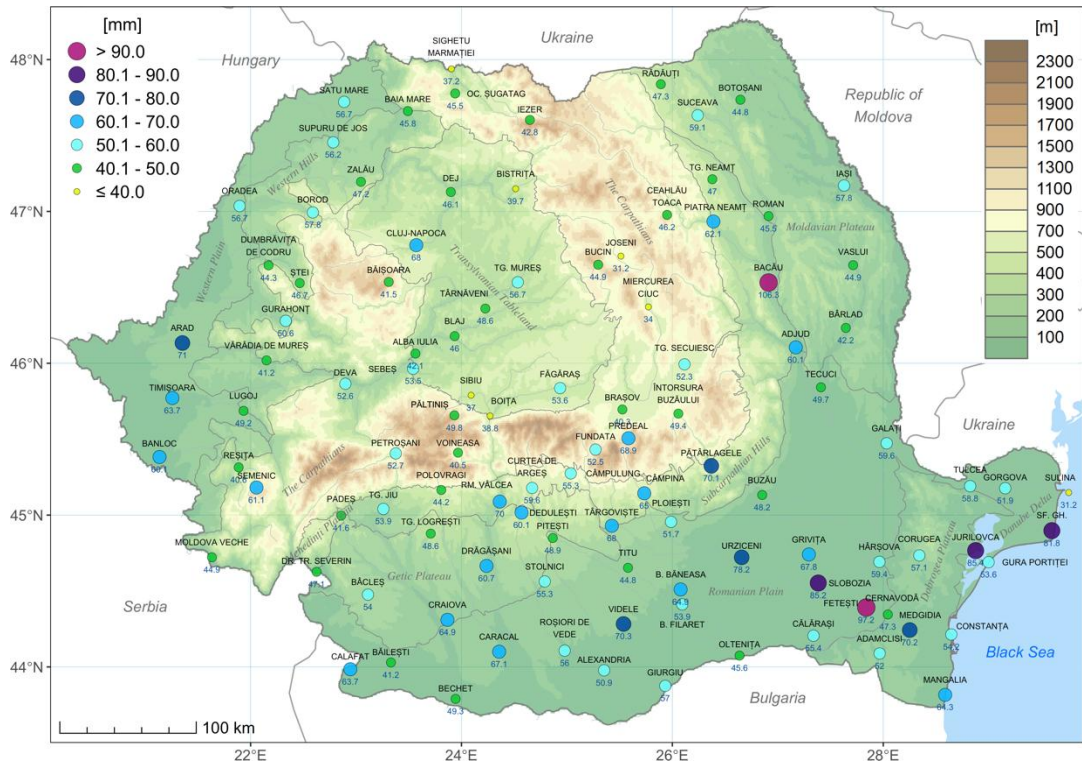 [mm]
> 90.0
80.1 - 90.0
70.1 - 80.0
60.1 - 70.0
50.1 - 60.0
40.1 - 50.0
≤ 40.0
[m]
2300
2100
1900
1700
1500
1300
1100
900
700
500
400
300
200
100
48°N
47°N
46°N
45°N
44°N
22°E
24°E
26°E
28°E
100 km
Ukraine
Hungary
Republic of
Moldova
Ukraine
Serbia
Bulgaria
Black Sea
Western Hills
Western Plain
The Carpathians
Transylvanian Tableland
Moldavian Plateau
The Carpathians
Subcarpathian Hills
Getic Plateau
Romanian Plain
Dobrogea Plateau
Danube Delta
SIGHETU
MARMAȚIEI
37.2
OC. ȘUGATAG
45.5
SATU MARE
56.7
BAIA MARE
45.8
IEZER
42.8
RĂDĂUȚI
47.3
SUCEAVA
59.1
BOTOȘANI
44.8
SUPURU DE JOS
56.2
ZALĂU
47.2
DEJ
46.1
BISTRIȚA
39.7
TG. NEAMȚ
47
IAȘI
57.8
ORADEA
56.7
BOROD
57.8
CLUJ-NAPOCA
68
CEAHLĂU
TOACA
46.2
PIATRA NEAMȚ
62.1
ROMAN
45.5
DUMBRĂVIȚA
DE CODRU
44.3
ȘTEI
46.7
BĂIȘOARA
41.5
TG. MUREȘ
56.7
BUCIN
44.9
JOSENI
31.2
MIERCUREA
CIUC
34
BACĂU
106.3
VASLUI
44.9
GURAHONȚ
50.6
TÂRNĂVENI
48.6
BLAJ
46
BÂRLAD
42.2
ARAD
71
VĂRĂDIA DE MUREȘ
41.2
ALBA IULIA
42.1
SEBEȘ
53.5
ADJUD
60.1
TG. SECUIESC
52.3
DEVA
52.6
FĂGĂRAȘ
53.6
TECUCI
49.7
TIMIȘOARA
63.7
LUGOJ
49.2
PĂLTINIȘ
49.8
SIBIU
37
BOIȚA
38.8
BRAȘOV
ÎNTORSURA
BUZĂULUI
49.4
PREDEAL
68.9
GALAȚI
59.6
BANLOC
REȘIȚA
SEMENIC
61.1
PETROȘANI
52.7
VOINEASA
40.5
FUNDATA
52.5
PĂTÂRLAGELE
70.1
POLOVRAGI
44.2
CURTEA DE
ARGEȘ
59.6
CÂMPULUNG
55.3
CÂMPINA
BUZĂU
48.2
TULCEA
58.8
GORGOVA
51.9
SULINA
31.2
PADEȘ
41.6
TG. JIU
53.9
RM. VÂLCEA
70
DEDULEȘTI
60.1
TÂRGOVIȘTE
PLOIEȘTI
51.7
SF. GH.
81.8
TG. LOGREȘTI
48.6
PITEȘTI
48.9
MOLDOVA VECHE
44.9
DR. TR. SEVERIN
47.1
DRĂGĂȘANI
60.7
STOLNICI
55.3
TITU
44.8
URZICENI
78.2
GRIVIȚA
67.8
HÂRȘOVA
59.4
CORUGEA
57.1
JURILOVCA
GURA PORTIȚEI
53.6
BÂCLEȘ
54
B. BĂNEASA
B. FILARET
53.9
SLOBOZIA
85.2
FETEȘTI
97.2
CERNAVODĂ
47.3
MEDGIDIA
70.2
CRAIOVA
64.9
VIDELE
70.3
CONSTANȚA
54.2
CARACAL
67.1
ROȘIORI DE
VEDE
56
CĂLĂRAȘI
ADAMCLISI
CALAFAT
63.7
BĂILEȘTI
41.2
ALEXANDRIA
50.9
OLTENIȚA
45.6
GIURGIU
57
BECHET
49.3
MANGALIA